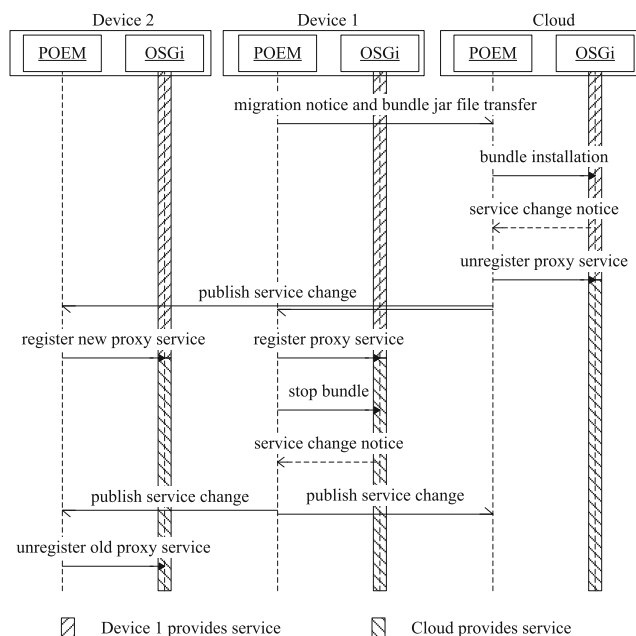 Device 2 Device 1 Cloud
POEM OSGi POEM OSGi POEM OSGi
migration notice and bundle jar file transfer
bundle installation
service change notice
unregister proxy service
publish service change
register new proxy service register proxy service
stop bundle
service change notice
publish service change publish service change
unregister old proxy service
Device 1 provides service Cloud provides service